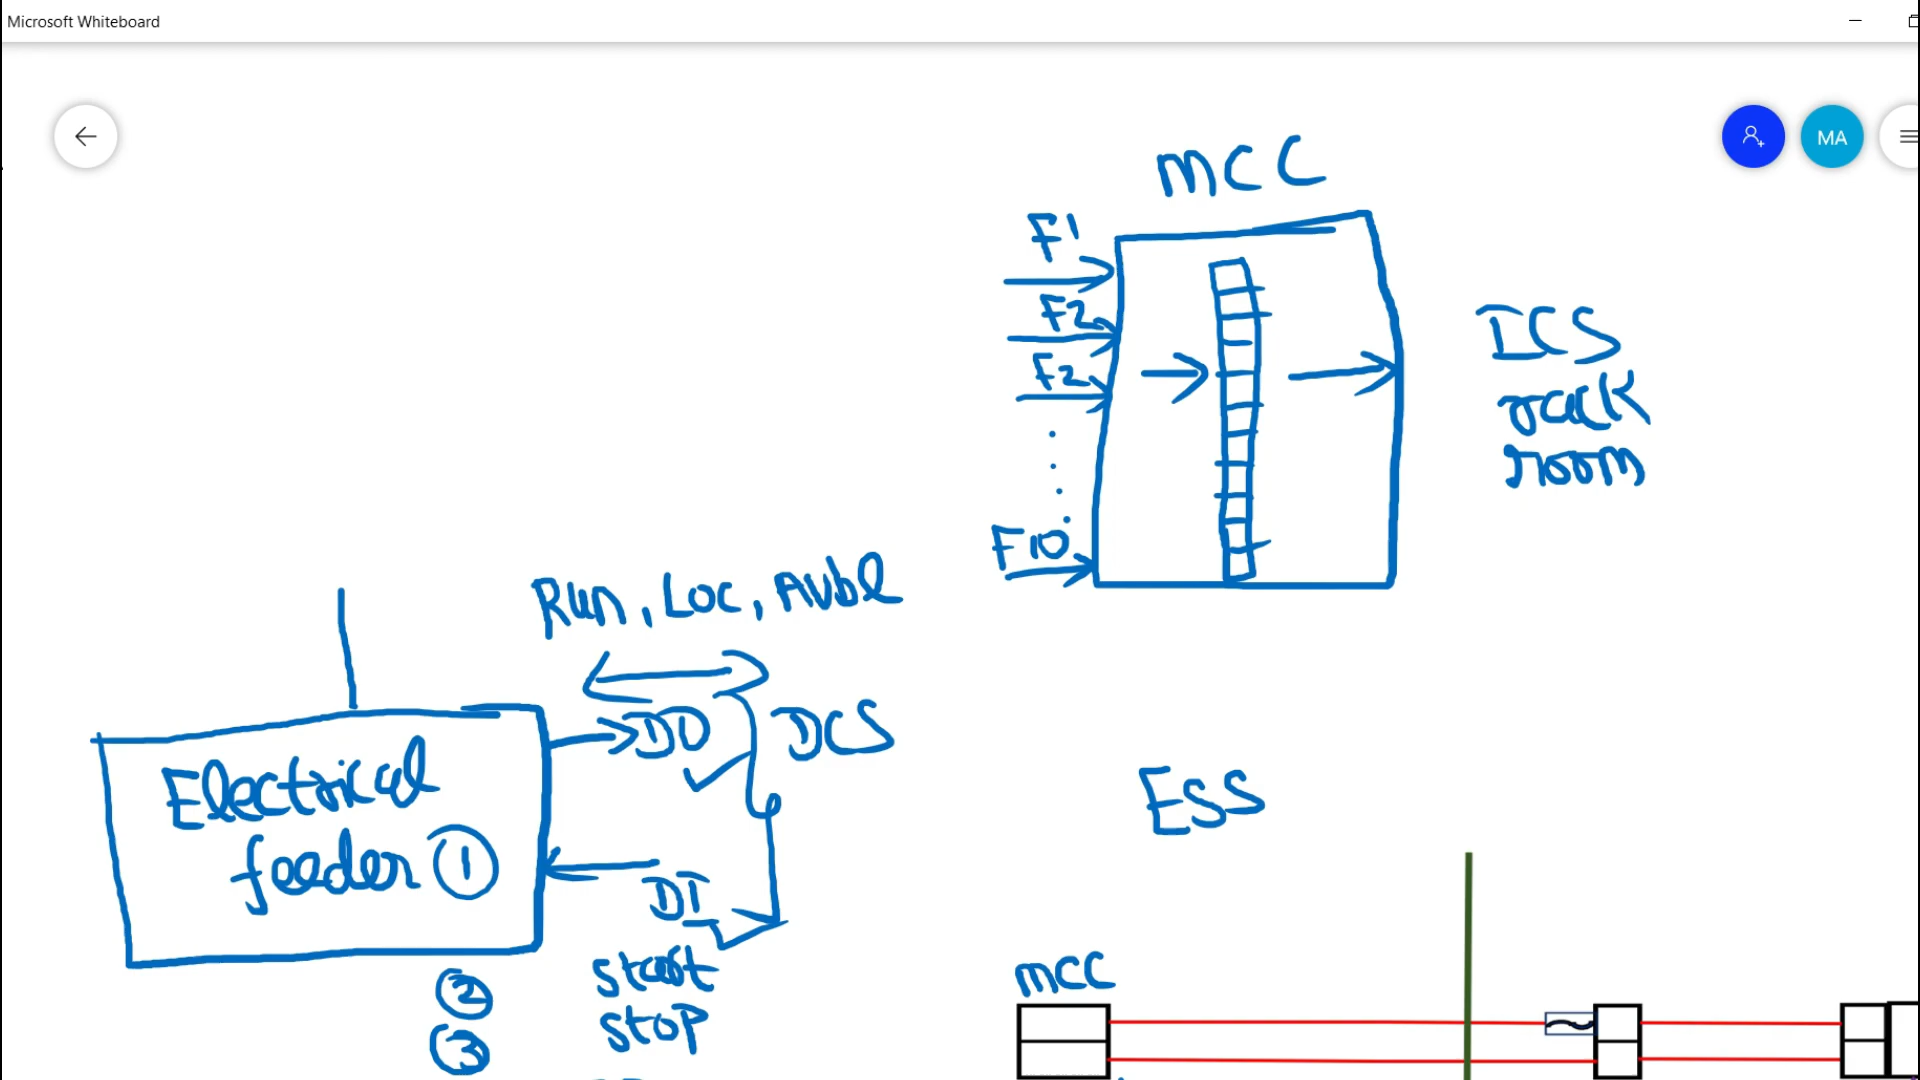 Microsoft Whiteboard
MA
mCC
F1
F2
F2
F10
DCS
rack
room
Run, Loc, Avbl
DO
DCS
Electrical
feeder 1
DI
start
stop
2
3
ESS
mCC